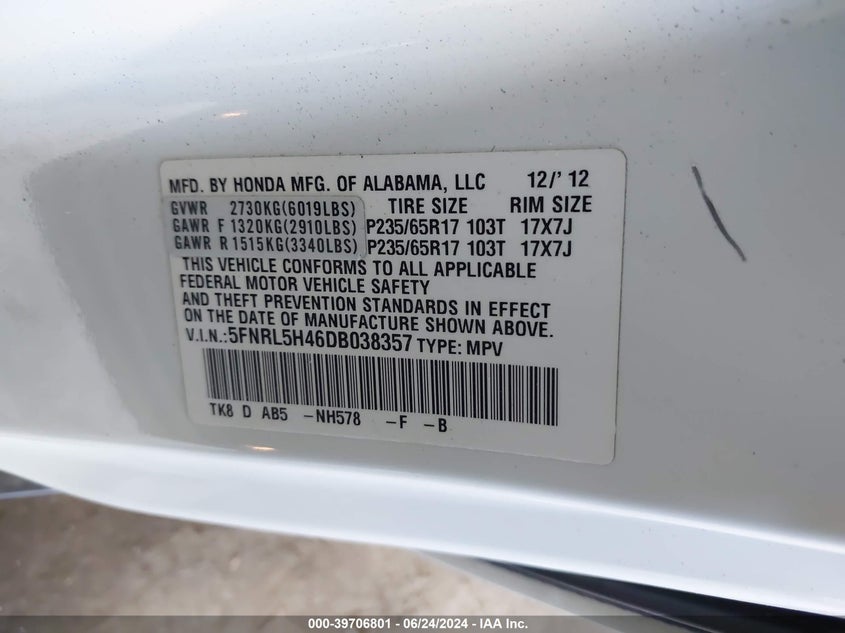 MFD. BY HONDA MFG. OF ALABAMA, LLC 12/'12
GVWR 2730KG(6019LBS) TIRE SIZE RIM SIZE
GAWR F 1320KG(2910LBS) P235/65R17 103T 17X7J
GAWR R 1515KG(3340LBS) P235/65R17 103T 17X7J
THIS VEHICLE CONFORMS TO ALL APPLICABLE
FEDERAL MOTOR VEHICLE SAFETY
AND THEFT PREVENTION STANDARDS IN EFFECT
ON THE DATE OF MANUFACTURE SHOWN ABOVE.
V.I.N.:5FNRL5H46DB038357 TYPE: MPV
TK8 D AB5 -NH578 -F -B
000-39706801 / 06/24/2024 - IAA Inc.